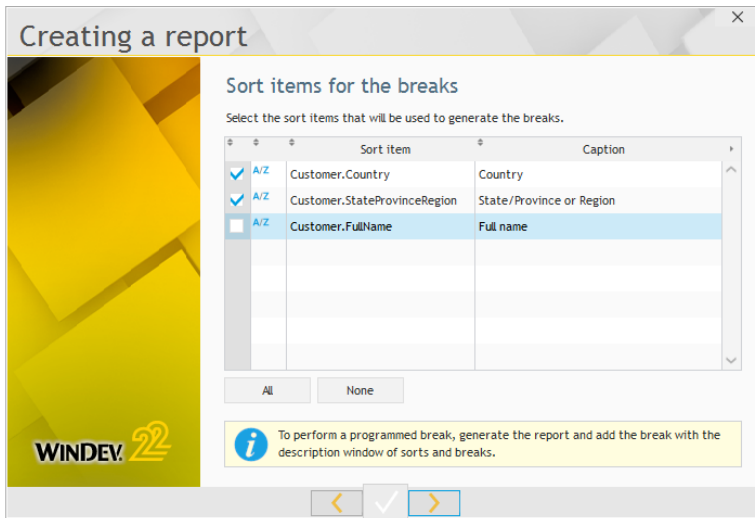 Creating a report
Sort items for the breaks
Select the sort items that will be used to generate the breaks.
Sort item Caption
A/Z Customer.Country Country
A/Z Customer.StateProvinceRegion State/Province or Region
A/Z Customer.FullName Full name
All None
To perform a programmed break, generate the report and add the break with the
description window of sorts and breaks.
WINDEV. 22